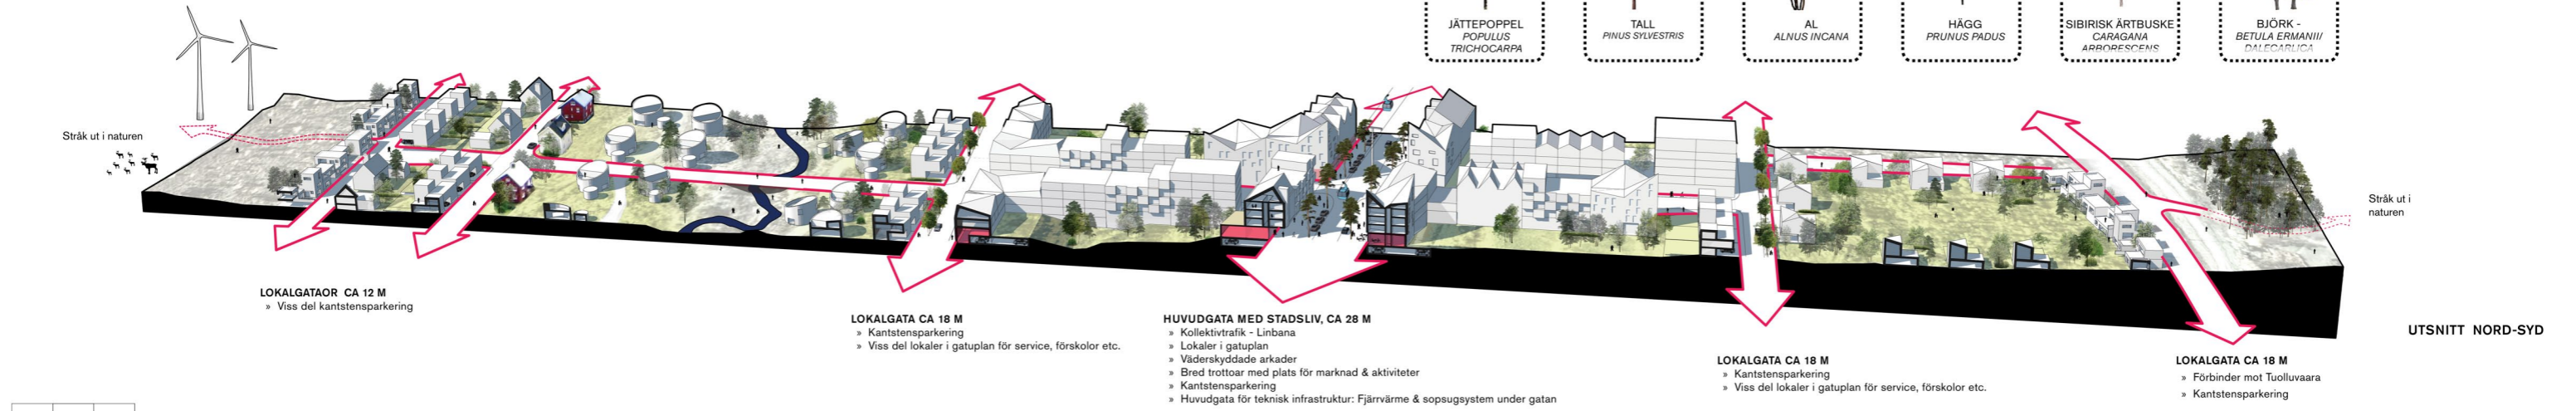 JÄTTEPOPPEL
POPULUS
TRICHOCARPA
TALL
PINUS SYLVESTRIS
AL
ALNUS INCANA
HÄGG
PRUNUS PADUS
SIBIRISK ÄRTBUSKE
CARAGANA
ARBORESCENS
BJÖRK -
BETULA ERMANII/
DALECARLICA
Stråk ut i naturen
Stråk ut i
naturen
LOKALGATAOR CA 12 M
» Viss del kantstensparkering
LOKALGATA CA 18 M
» Kantstensparkering
» Viss del lokaler i gatuplan för service, förskolor etc.
HUVUDGATA MED STADSLIV, CA 28 M
» Kollektivtrafik - Linbana
» Lokaler i gatuplan
» Väderskyddade arkader
» Bred trottoar med plats för marknad & aktiviteter
» Kantstensparkering
» Huvudgata för teknisk infrastruktur: Fjärrvärme & sopsugsystem under gatan
LOKALGATA CA 18 M
» Kantstensparkering
» Viss del lokaler i gatuplan för service, förskolor etc.
LOKALGATA CA 18 M
» Förbinder mot Tuolluvaara
» Kantstensparkering
UTSNITT NORD-SYD